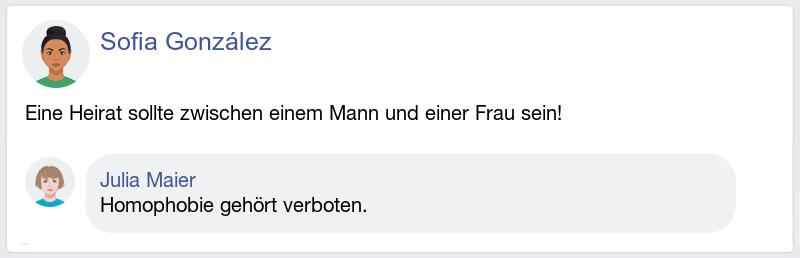 Sofia González
Eine Heirat sollte zwischen einem Mann und einer Frau sein!
Julia Maier
Homophobie gehört verboten.